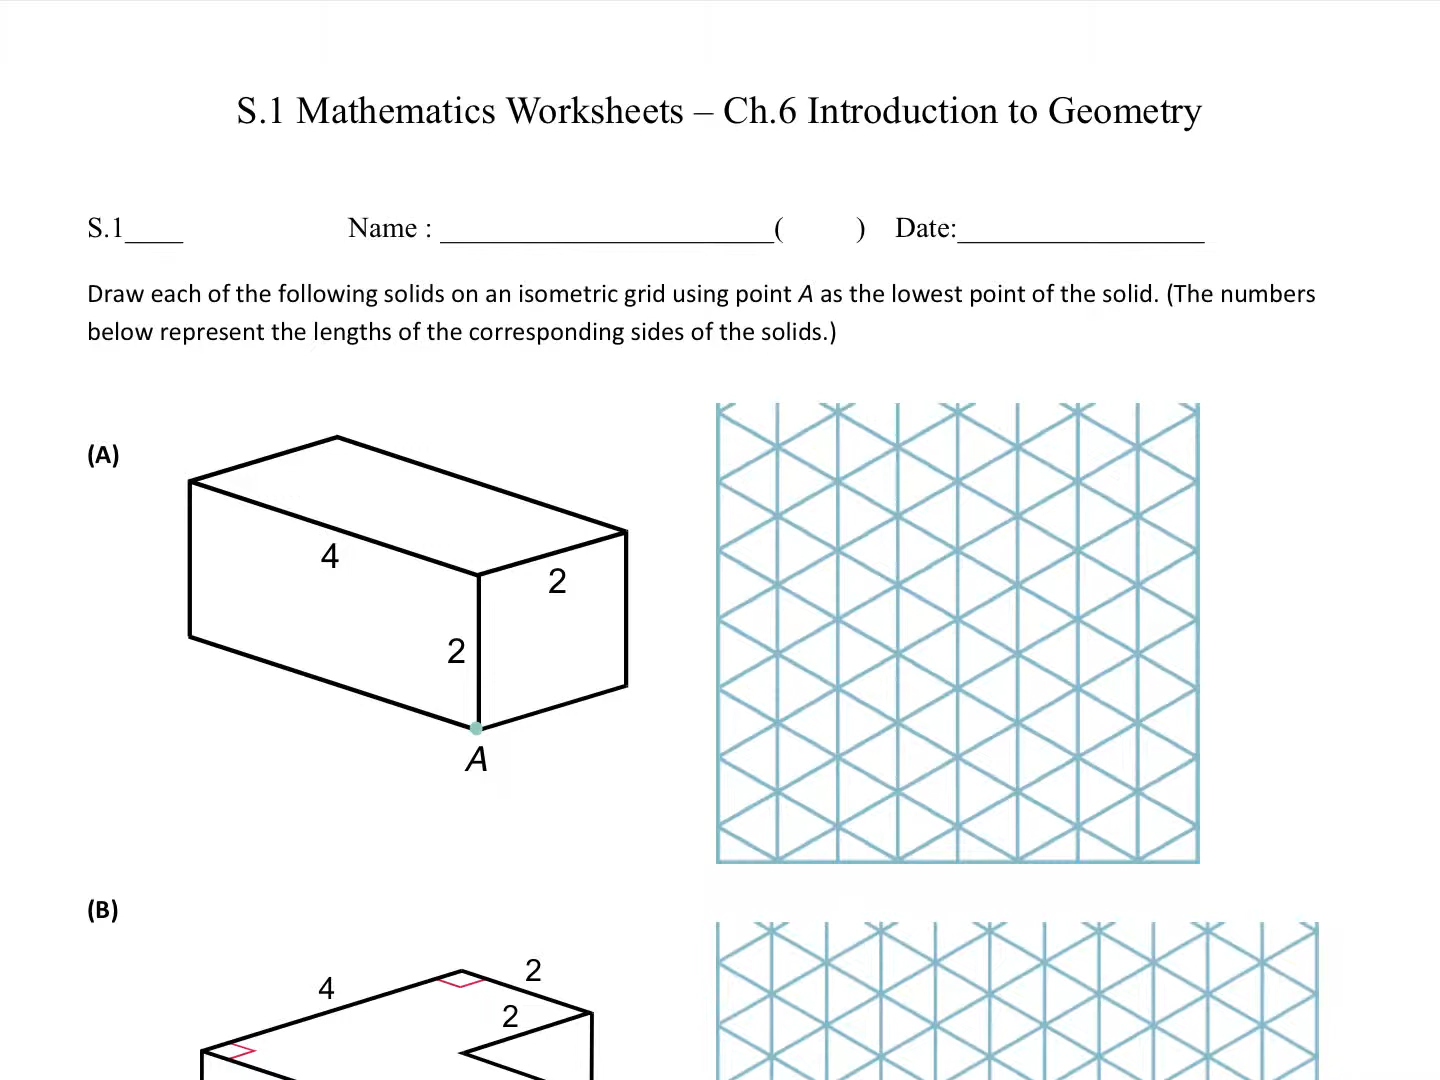 S.1 Mathematics Worksheets – Ch.6 Introduction to Geometry
S.1____ Name : _______________________( ) Date:_________________
Draw each of the following solids on an isometric grid using point A as the lowest point of the solid. (The numbers
below represent the lengths of the corresponding sides of the solids.)
(A)
4
2
2
A
(B)
4
2
2